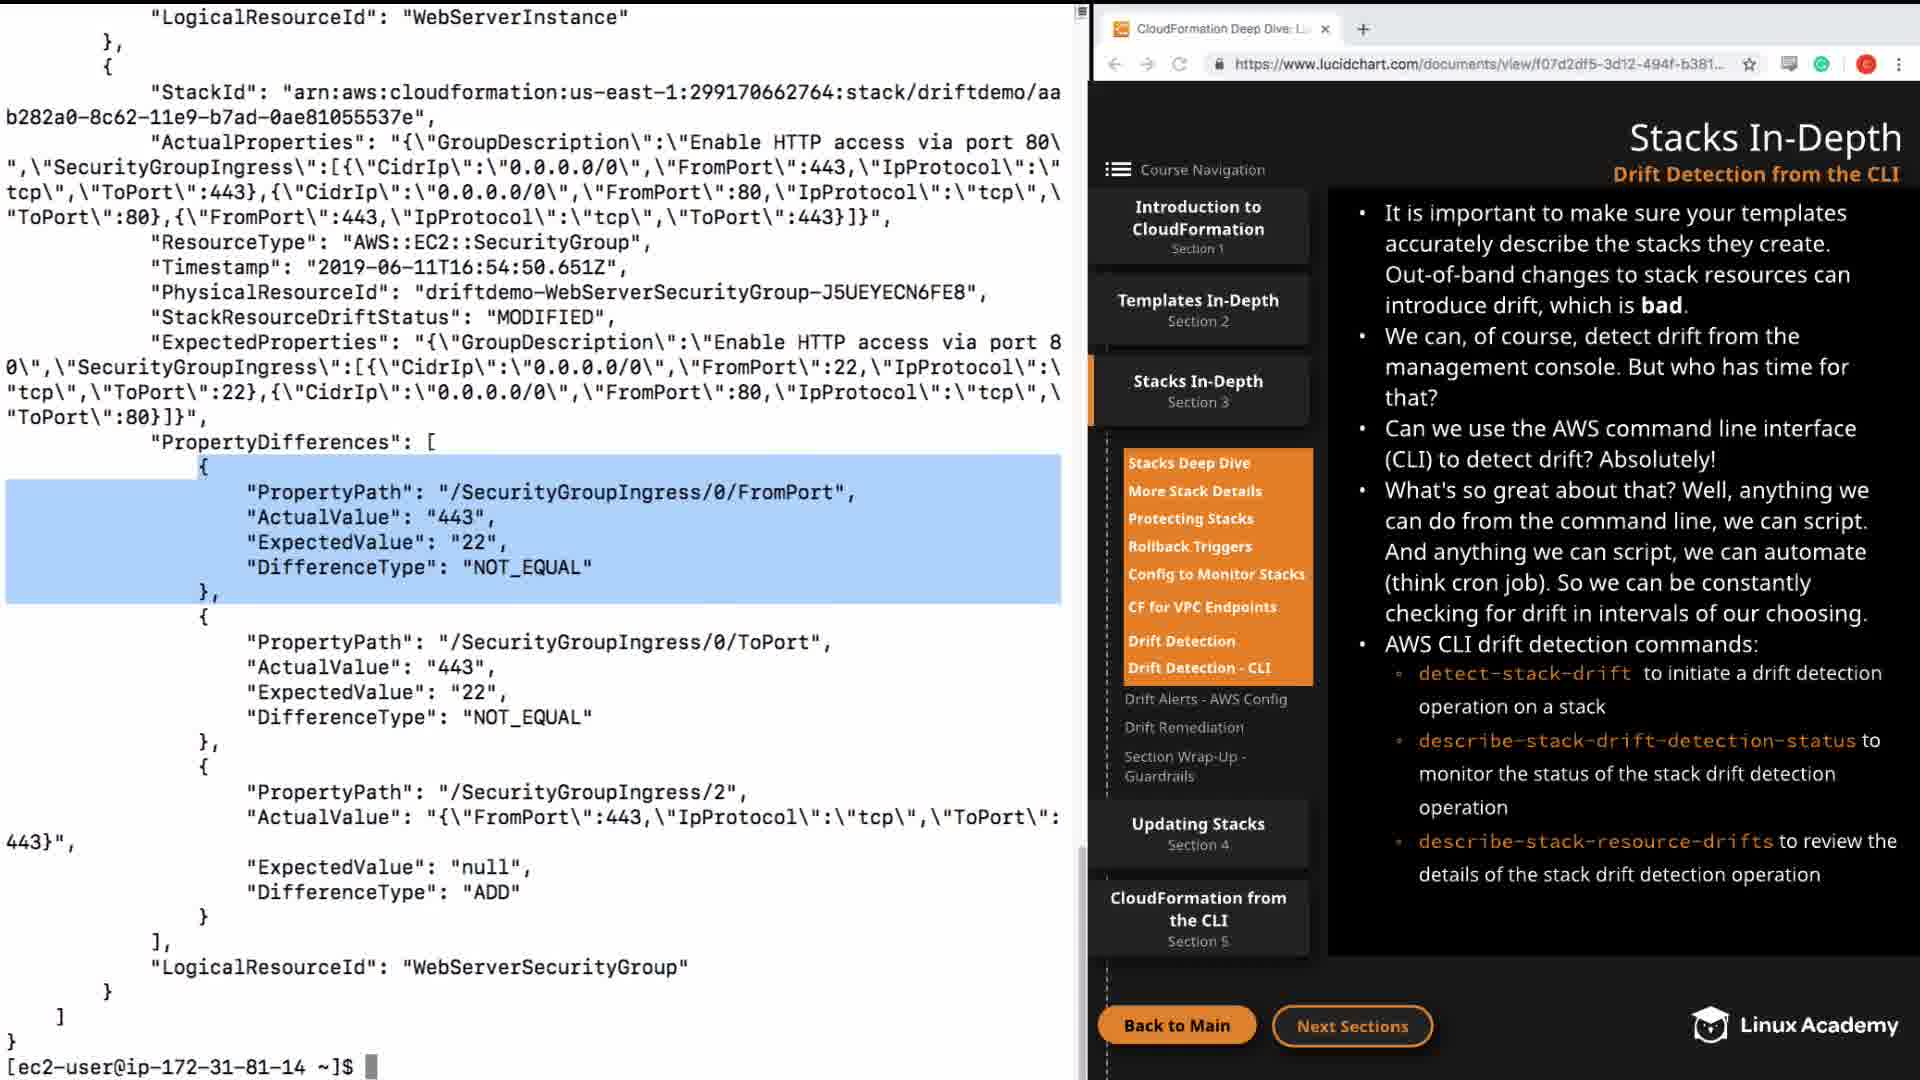 "LogicalResourceId": "WebServerInstance"
},
{
"StackId": "arn:aws:cloudformation:us-east-1:299170662764:stack/driftdemo/aa
b282a0-8c62-11e9-b7ad-0ae81055537e",
"ActualProperties": "{\"GroupDescription\":\"Enable HTTP access via port 80\
",\"SecurityGroupIngress\":[{\"CidrIp\":\"0.0.0.0/0\",\"FromPort\":443,\"IpProtocol\":\"
tcp\",\"ToPort\":443},{\"CidrIp\":\"0.0.0.0/0\",\"FromPort\":80,\"IpProtocol\":\"tcp\",\
"ToPort\":80},{\"FromPort\":443,\"IpProtocol\":\"tcp\",\"ToPort\":443}]}",
"ResourceType": "AWS::EC2::SecurityGroup",
"Timestamp": "2019-06-11T16:54:50.651Z",
"PhysicalResourceId": "driftdemo-WebServerSecurityGroup-J5UEYECN6FE8",
"StackResourceDriftStatus": "MODIFIED",
"ExpectedProperties": "{\"GroupDescription\":\"Enable HTTP access via port 8
0\",\"SecurityGroupIngress\":[{\"CidrIp\":\"0.0.0.0/0\",\"FromPort\":22,\"IpProtocol\":\
"tcp\",\"ToPort\":22},{\"CidrIp\":\"0.0.0.0/0\",\"FromPort\":80,\"IpProtocol\":\"tcp\",\
"ToPort\":80}]}",
"PropertyDifferences": [
{
"PropertyPath": "/SecurityGroupIngress/0/FromPort",
"ActualValue": "443",
"ExpectedValue": "22",
"DifferenceType": "NOT_EQUAL"
},
{
"PropertyPath": "/SecurityGroupIngress/0/ToPort",
"ActualValue": "443",
"ExpectedValue": "22",
"DifferenceType": "NOT_EQUAL"
},
{
"PropertyPath": "/SecurityGroupIngress/2",
"ActualValue": "{\"FromPort\":443,\"IpProtocol\":\"tcp\",\"ToPort\":
443}",
"ExpectedValue": "null",
"DifferenceType": "ADD"
}
],
"LogicalResourceId": "WebServerSecurityGroup"
}
]
}
[ec2-user@ip-172-31-81-14 ~]$
CloudFormation Deep Dive: L
https://www.lucidchart.com/documents/view/f07d2df5-3d12-494f-b381...
Stacks In-Depth
Drift Detection from the CLI
Course Navigation
Introduction to
CloudFormation
Section 1
Templates In-Depth
Section 2
Stacks In-Depth
Section 3
Stacks Deep Dive
More Stack Details
Protecting Stacks
Rollback Triggers
Config to Monitor Stacks
CF for VPC Endpoints
Drift Detection
Drift Detection - CLI
Drift Alerts - AWS Config
Drift Remediation
Section Wrap-Up -
Guardrails
Updating Stacks
Section 4
CloudFormation from
the CLI
Section 5
• It is important to make sure your templates
accurately describe the stacks they create.
Out-of-band changes to stack resources can
introduce drift, which is bad.
• We can, of course, detect drift from the
management console. But who has time for
that?
• Can we use the AWS command line interface
(CLI) to detect drift? Absolutely!
• What's so great about that? Well, anything we
can do from the command line, we can script.
And anything we can script, we can automate
(think cron job). So we can be constantly
checking for drift in intervals of our choosing.
• AWS CLI drift detection commands:
◦ detect-stack-drift to initiate a drift detection
operation on a stack
◦ describe-stack-drift-detection-status to
monitor the status of the stack drift detection
operation
◦ describe-stack-resource-drifts to review the
details of the stack drift detection operation
Back to Main
Next Sections
Linux Academy